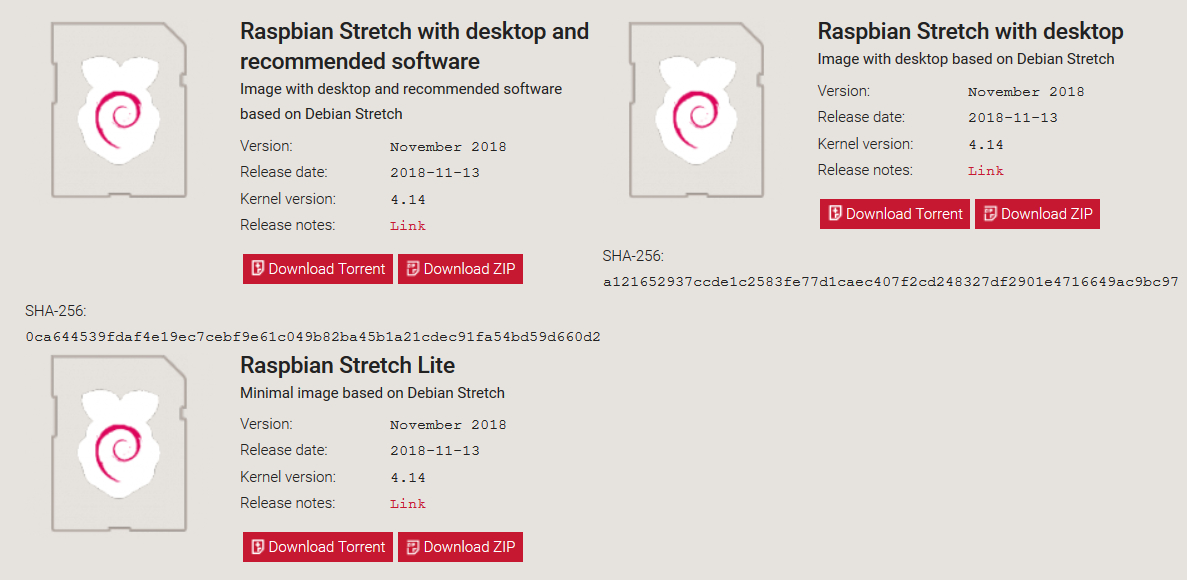 Raspbian Stretch with desktop and
recommended software
Image with desktop and recommended software
based on Debian Stretch
Version: November 2018
Release date: 2018-11-13
Kernel version: 4.14
Release notes: Link
Download Torrent Download ZIP
SHA-256:
0ca644539fdaf4e19ec7cebf9e61c049b82ba45b1a21cdec91fa54bd59d660d2
Raspbian Stretch with desktop
Image with desktop based on Debian Stretch
Version: November 2018
Release date: 2018-11-13
Kernel version: 4.14
Release notes: Link
Download Torrent Download ZIP
SHA-256:
a121652937ccde1c2583fe77d1caec407f2cd248327df2901e4716649ac9bc97
Raspbian Stretch Lite
Minimal image based on Debian Stretch
Version: November 2018
Release date: 2018-11-13
Kernel version: 4.14
Release notes: Link
Download Torrent Download ZIP